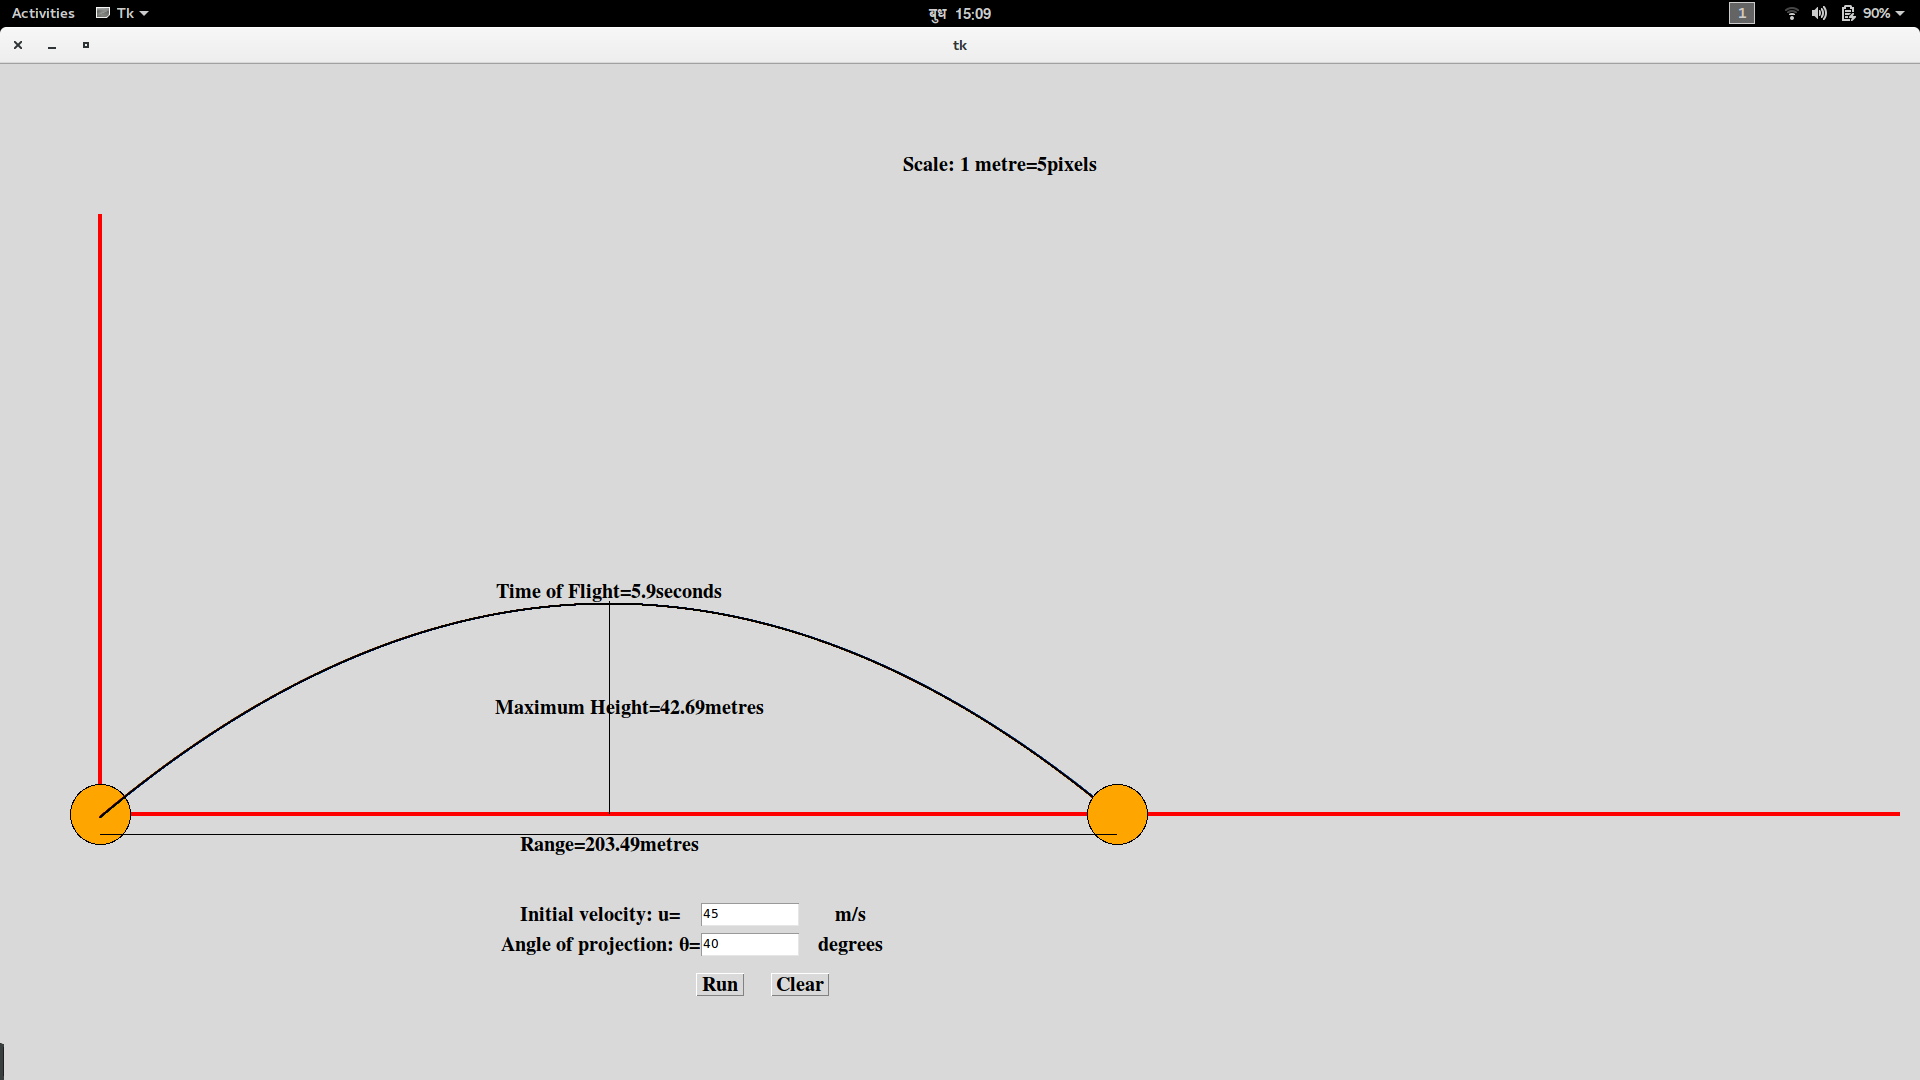 Activities Tk बुध 15:09 1 90%
tk
Scale: 1 metre=5pixels
Time of Flight=5.9seconds
Maximum Height=42.69metres
Range=203.49metres
Initial velocity: u= 45 m/s
Angle of projection: θ= 40 degrees
Run Clear